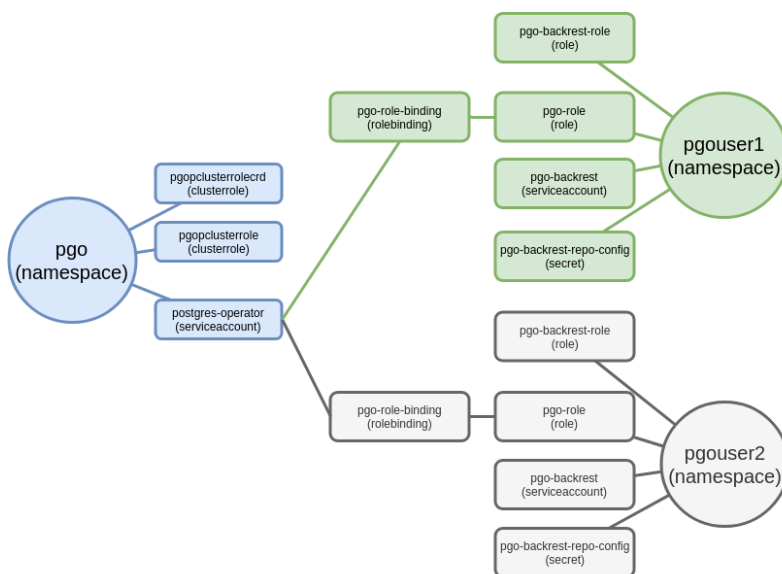 pgo-backrest-role
(role)
pgo-role-binding
(rolebinding)
pgo-role
(role)
pgouser1
(namespace)
pgopclusterrolecrd
(clusterrole)
pgo-backrest
(serviceaccount)
pgo
(namespace)
pgopclusterrole
(clusterrole)
pgo-backrest-repo-config
(secret)
postgres-operator
(serviceaccount)
pgo-backrest-role
(role)
pgo-role-binding
(rolebinding)
pgo-role
(role)
pgouser2
(namespace)
pgo-backrest
(serviceaccount)
pgo-backrest-repo-config
(secret)